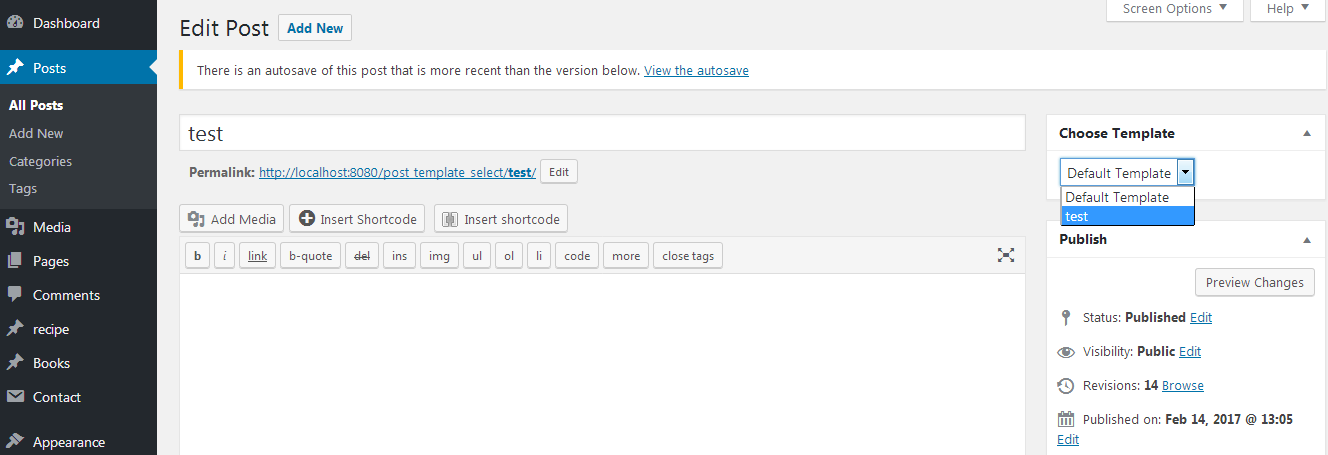 Dashboard
Posts
All Posts
Add New
Categories
Tags
Media
Pages
Comments
recipe
Books
Contact
Appearance
Screen Options
Help
Edit Post
Add New
There is an autosave of this post that is more recent than the version below. View the autosave
test
Permalink: http://localhost:8080/post_template_select/test/ Edit
Add Media
Insert Shortcode
Insert shortcode
b
i
link
b-quote
del
ins
img
ul
ol
li
code
more
close tags
Choose Template
Default Template
Default Template
test
Publish
Preview Changes
Status: Published Edit
Visibility: Public Edit
Revisions: 14 Browse
Published on: Feb 14, 2017 @ 13:05
Edit